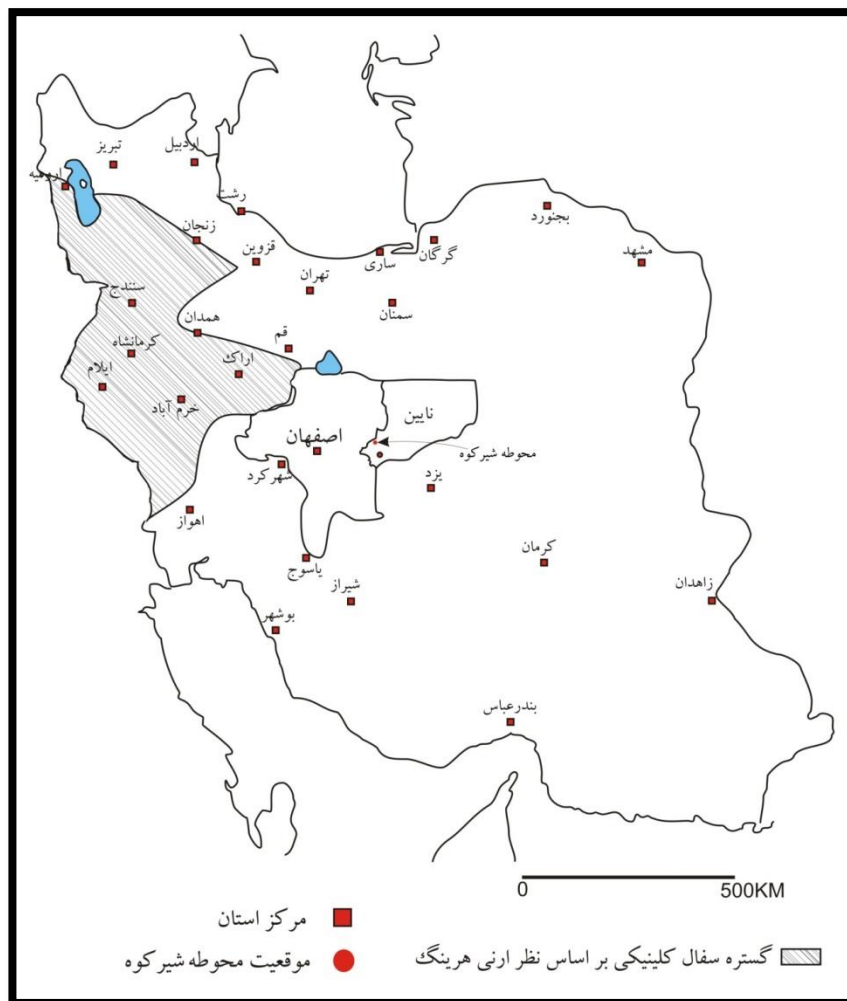 اردبیل
تبریز
ارومیه
رشت
بجنورد
زنجان
گرگان
قزوین
ساری
مشهد
تهران
سنندج
سمنان
همدان
قم
کرمانشاه
اراک
ایلام
خرم آباد
نایین
اصفهان
محوطه شیرکوه
شهرکرد
یزد
اهواز
کرمان
یاسوج
شیراز
زاهدان
بوشهر
بندرعباس
0 500KM
مرکز استان
موقعیت محوطه شیرکوه
گستره سفال کلینیکی بر اساس نظر ارنی هرینگ